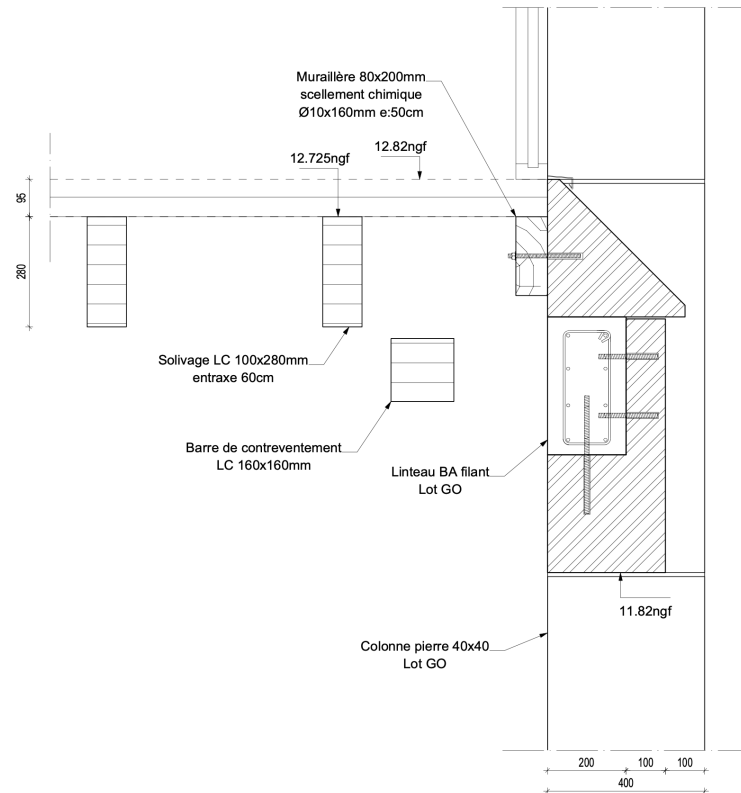 Muraillère 80x200mm
scellement chimique
Ø10x160mm e:50cm
12.82ngf
12.725ngf
95
280
Solivage LC 100x280mm
entraxe 60cm
Barre de contreventement
LC 160x160mm
Linteau BA filant
Lot GO
11.82ngf
Colonne pierre 40x40
Lot GO
200 100 100
400